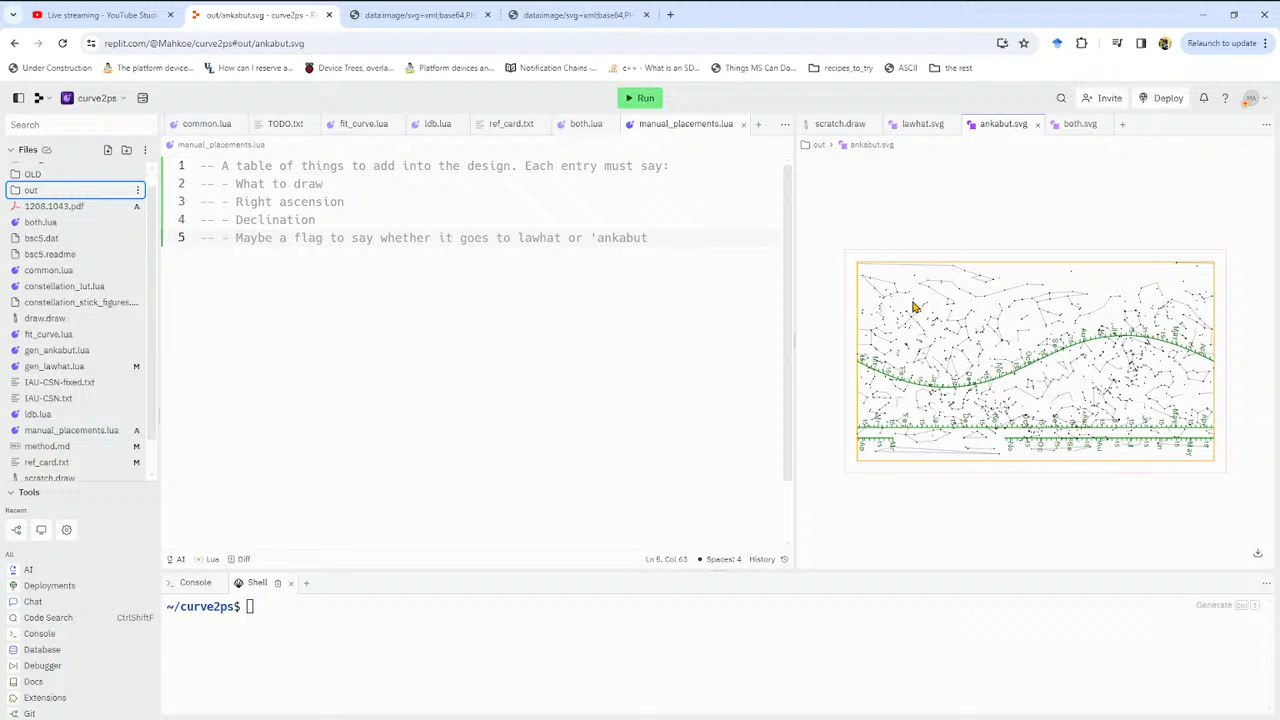 Live streaming - YouTube Studi
out/ankabut.svg - curve2ps - Re
data:image/svg+xml;base64,PH
data:image/svg+xml;base64,PH
replit.com/@Mahkoe/curve2ps#out/ankabut.svg
Relaunch to update
Under Construction
The platform device...
How can I reserve a...
Device Trees, overla...
Platform devices an...
Notification Chains -...
c++ - What is an SD...
Things MS Can Do...
recipes_to_try
ASCII
the rest
curve2ps
Run
Invite
Deploy
Search
common.lua
TODO.txt
fit_curve.lua
ldb.lua
ref_card.txt
both.lua
manual_placements.lua
scratch.draw
lawhat.svg
ankabut.svg
both.svg
Files
manual_placements.lua
out
ankabut.svg
OLD
out
1208.1043.pdf A
both.lua
bsc5.dat
bsc5.readme
common.lua
constellation_lut.lua
constellation_stick_figures....
draw.draw
fit_curve.lua
gen_ankabut.lua
gen_lawhat.lua M
IAU-CSN-fixed.txt
IAU-CSN.txt
ldb.lua
manual_placements.lua A
method.md M
ref_card.txt M
scratch.draw
1 -- A table of things to add into the design. Each entry must say:
2 -- - What to draw
3 -- - Right ascension
4 -- - Declination
5 -- - Maybe a flag to say whether it goes to lawhat or 'ankabut
Tools
Recent
All
AI
Deployments
Chat
Code Search CtrlShiftF
Console
Database
Debugger
Docs
Extensions
Git
AI
Lua
Diff
Ln 5, Col 63
Spaces: 4
History
Console
Shell
~/curve2ps$
Generate Ctrl I